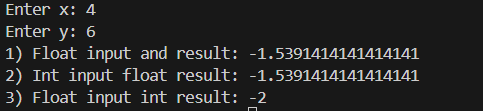 Enter x: 4
Enter y: 6
1) Float input and result: -1.5391414141414141
2) Int input float result: -1.5391414141414141
3) Float input int result: -2